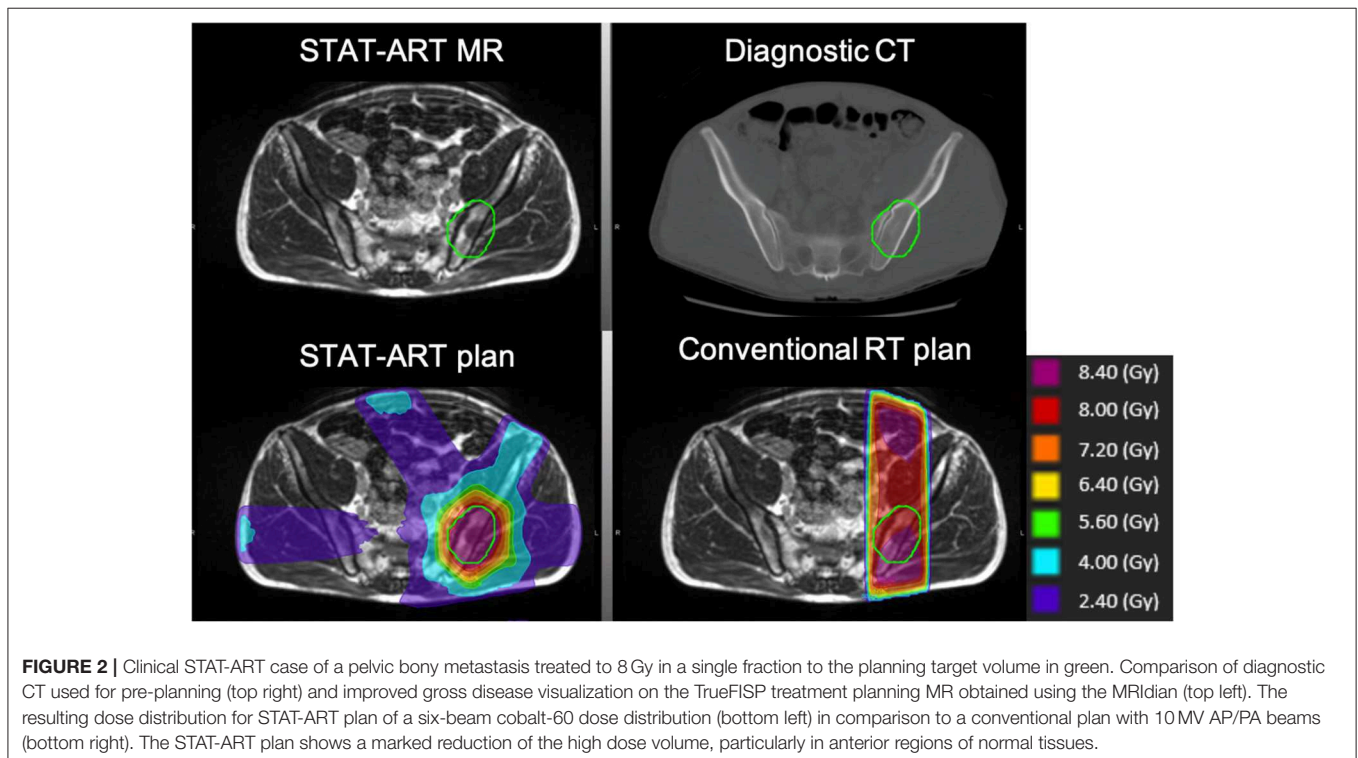 STAT-ART MR
Diagnostic CT
R
L
L
STAT-ART plan
Conventional RT plan
R
L
8.40 (Gy)
8.00 (Gy)
7.20 (Gy)
6.40 (Gy)
5.60 (Gy)
4.00 (Gy)
2.40 (Gy)
FIGURE 2 | Clinical STAT-ART case of a pelvic bony metastasis treated to 8 Gy in a single fraction to the planning target volume in green. Comparison of diagnostic
CT used for pre-planning (top right) and improved gross disease visualization on the TrueFISP treatment planning MR obtained using the MRIdian (top left). The
resulting dose distribution for STAT-ART plan of a six-beam cobalt-60 dose distribution (bottom left) in comparison to a conventional plan with 10 MV AP/PA beams
(bottom right). The STAT-ART plan shows a marked reduction of the high dose volume, particularly in anterior regions of normal tissues.